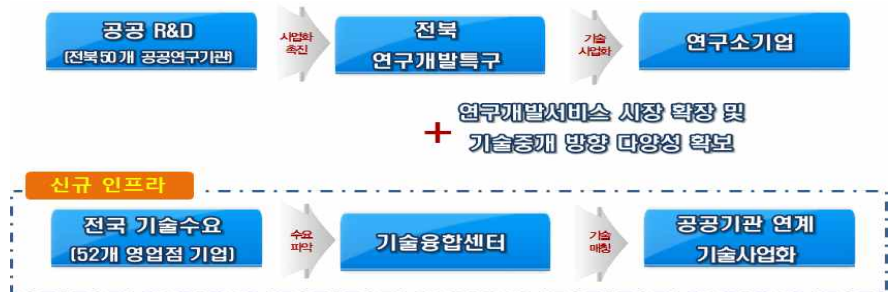 공공 R&D
(전북 50개 공공연구기관)
사업화
촉진
전북
연구개발특구
기술
사업화
연구소기업
+ 연구개발서비스 시장 확장 및
기술중개 방향 다양성 확보
신규 인프라
전국 기술수요
(52개 영업점 기업)
수요
파악
기술융합센터
기술
매칭
공공기관 연계
기술사업화